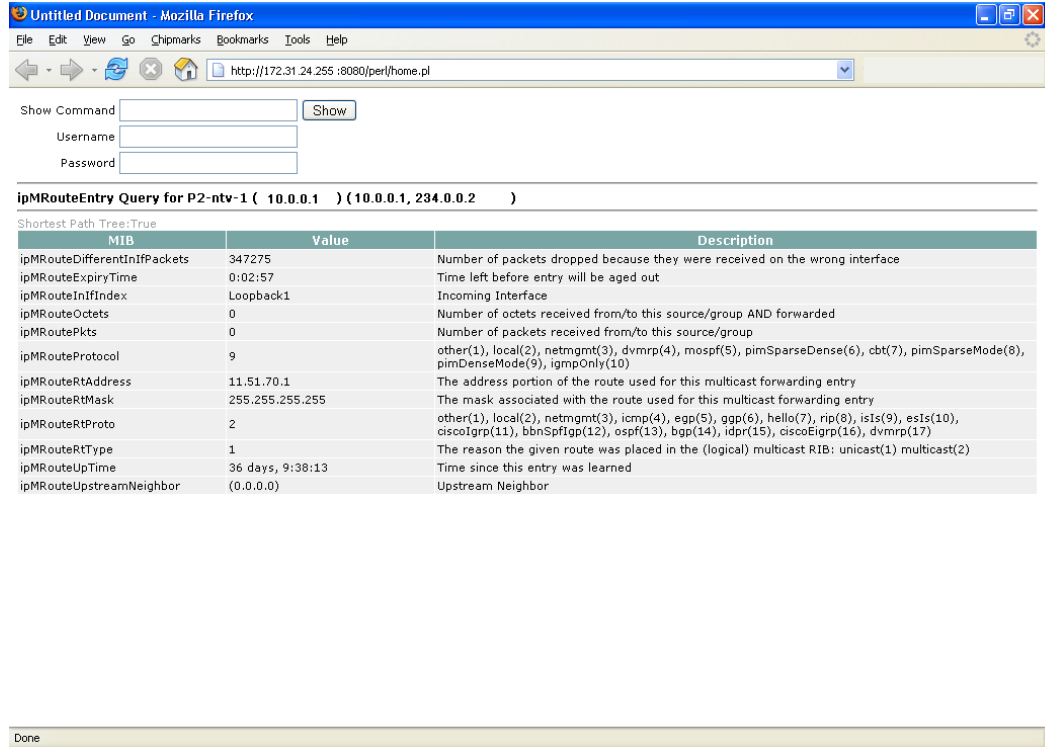 Untitled Document - Mozilla Firefox
File Edit View Go Chipmarks Bookmarks Tools Help
http://172.31.24.255 :8080/perl/home.pl
Show Command Show
Username
Password
ipMRouteEntry Query for P2-ntv-1 ( 10.0.0.1 ) ( 10.0.0.1, 234.0.0.2 )
Shortest Path Tree:True
MIB Value Description
ipMRouteDifferentInIfPackets 347275 Number of packets dropped because they were received on the wrong interface
ipMRouteExpiryTime 0:02:57 Time left before entry will be aged out
ipMRouteInIfIndex Loopback1 Incoming Interface
ipMRouteOctets 0 Number of octets received from/to this source/group AND forwarded
ipMRoutePkts 0 Number of packets received from/to this source/group
ipMRouteProtocol 9 other(1), local(2), netmgmt(3), dvmrp(4), mospf(5), pimSparseDense(6), cbt(7), pimSparseMode(8),
pimDenseMode(9), igmpOnly(10)
ipMRouteRtAddress 11.51.70.1 The address portion of the route used for this multicast forwarding entry
ipMRouteRtMask 255.255.255.255 The mask associated with the route used for this multicast forwarding entry
ipMRouteRtProto 2 other(1), local(2), netmgmt(3), icmp(4), egp(5), ggp(6), hello(7), rip(8), isIs(9), esIs(10),
ciscoIgrp(11), bbnSpfIgp(12), ospf(13), bgp(14), idpr(15), ciscoEigrp(16), dvmrp(17)
ipMRouteRtType 1 The reason the given route was placed in the (logical) multicast RIB: unicast(1) multicast(2)
ipMRouteUpTime 36 days, 9:38:13 Time since this entry was learned
ipMRouteUpstreamNeighbor (0.0.0.0) Upstream Neighbor
Done